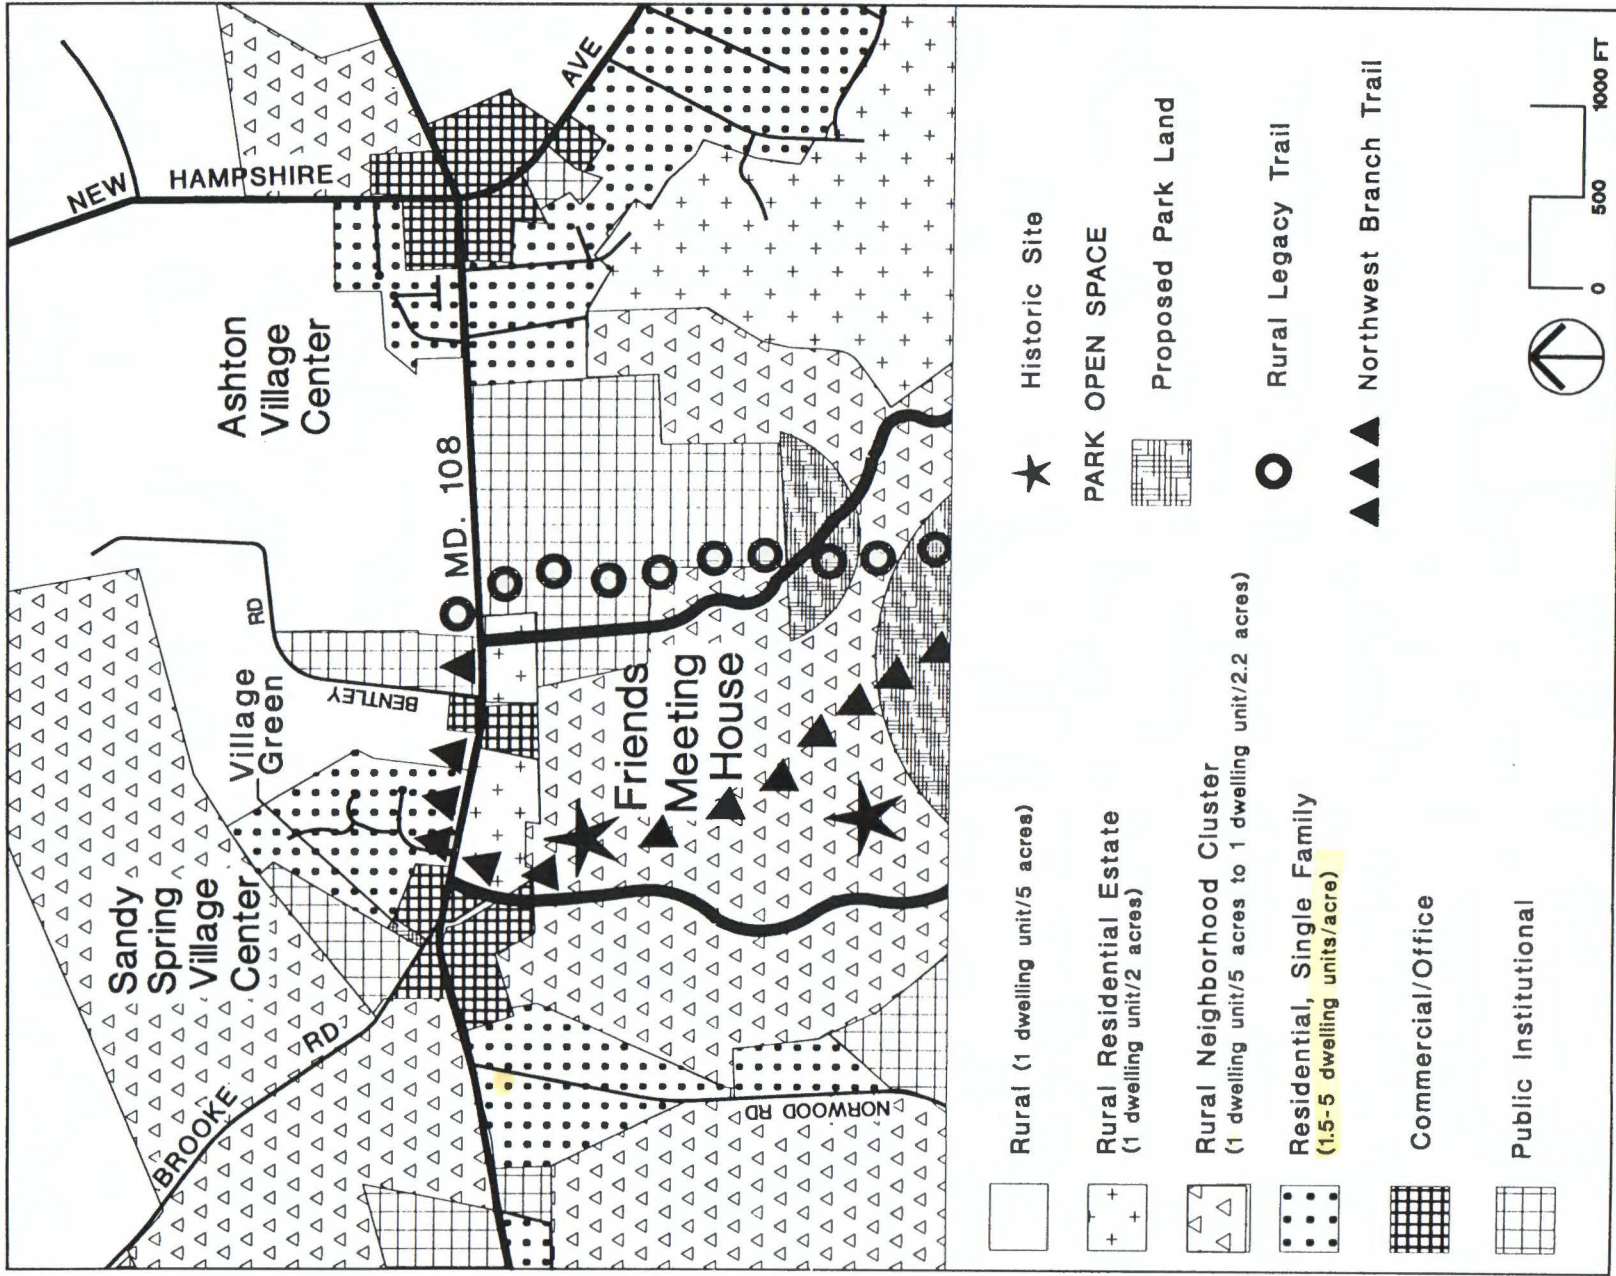 NEW
HAMPSHIRE
AVE
Ashton
Village
Center
MD. 108
RD
BENTLEY
Village
Green
Sandy
Spring
Village
Center
BROOKE
RD
Friends
Meeting
House
NORWOOD RD
Rural (1 dwelling unit/5 acres)
Rural Residential Estate
(1 dwelling unit/2 acres)
Rural Neighborhood Cluster
(1 dwelling unit/5 acres to 1 dwelling unit/2.2 acres)
Residential, Single Family
(1.5-5 dwelling units/acre)
Commercial/Office
Public Institutional
Historic Site
PARK OPEN SPACE
Proposed Park Land
Rural Legacy Trail
Northwest Branch Trail
0 500 1000 FT